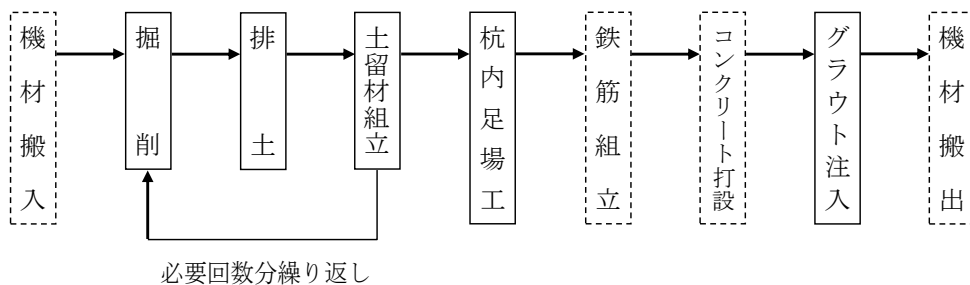 機材搬入
掘削
排土
土留材組立
杭内足場工
鉄筋組立
コンクリート打設
グラウト注入
機材搬出
必要回数分繰り返し